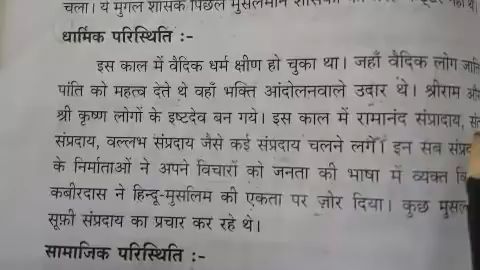 चला। ये मुगल शासक पिछले मुसलमान शासकों
धार्मिक परिस्थिति :-
इस काल में वैदिक धर्म क्षीण हो चुका था। जहाँ वैदिक लोग
पांति को महत्व देते थे वहाँ भक्ति आंदोलनवाले उदार थे। श्रीराम
श्री कृष्ण लोगों के इष्टदेव बन गये। इस काल में रामानंद संप्रादाय,
संप्रदाय, वल्लभ संप्रदाय जैसे कई संप्रदाय चलने लगे। इन सब
के निर्माताओं ने अपने विचारों को जनता की भाषा में व्यक्त
कबीरदास ने हिन्दू-मुसलिम की एकता पर ज़ोर दिया। कुछ
सूफ़ी संप्रदाय का प्रचार कर रहे थे।
सामाजिक परिस्थिति :-